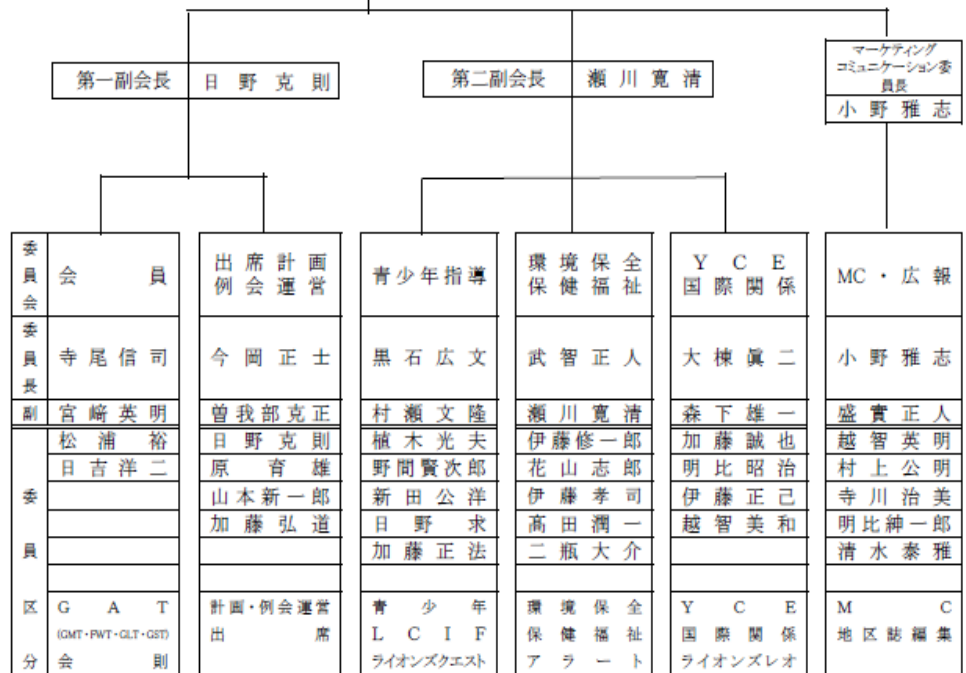 第一副会長 日野克則
第二副会長 瀬川寛清
マーケティング
コミュニケーション委
員長
小野雅志
委員会 会員 出席計画 例会運営 青少年指導 環境保全 保健福祉 YCE 国際関係 MC・広報
委員長 寺尾信司 今岡正士 黒石広文 武智正人 大棟眞二 小野雅志
副 宮﨑英明 曽我部克正 村瀬文隆 瀬川寛清 森下雄一 盛實正人
委員 松浦裕 日野克則 植木光夫 伊藤修一郎 加藤誠也 越智英明
日吉洋二 原育雄 野間賢次郎 花山志郎 明比昭治 村上公明
山本新一郎 新田公洋 伊藤孝司 伊藤正己 寺川治美
加藤弘道 日野求 髙田潤一 越智美和 明比紳一郎
加藤正法 二瓶大介 清水泰雅
区分 GAT 計画・例会運営 青少年 環境保全 YCE MC
(GMT・FWT・GLT・GST) 出席 LCIF 保健福祉 国際関係 地区誌編集
会則 ライオンズクエスト アラート ライオンズレオ